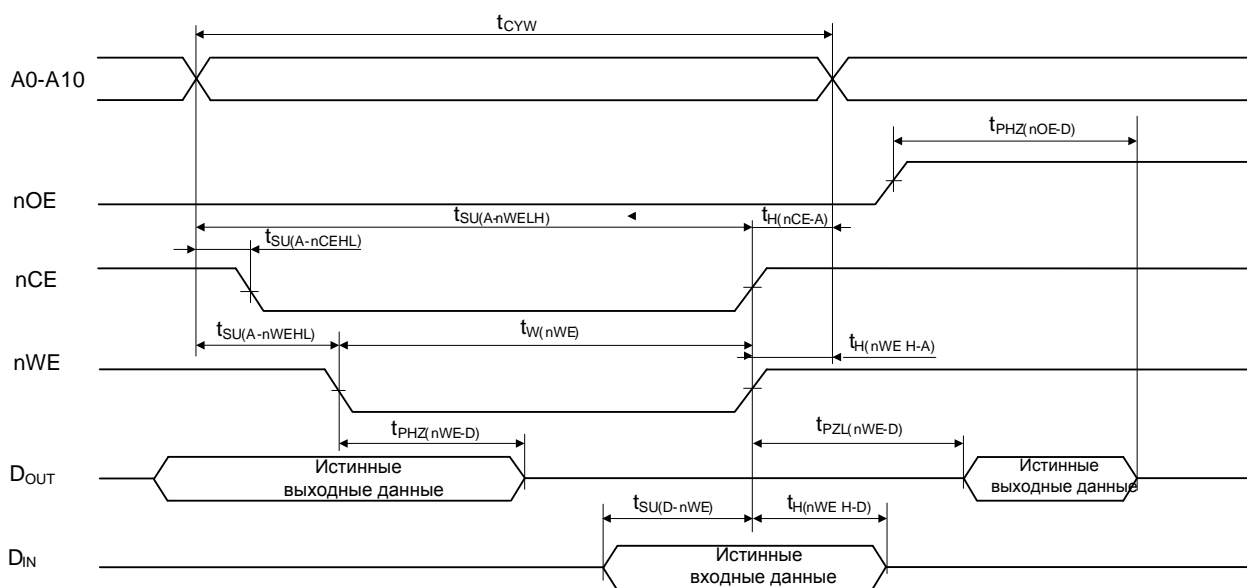 tCYW
A0-A10
tPHZ(nOE-D)
nOE
tSU(A-nWELH)
tH(nCE-A)
tSU(A-nCEHL)
nCE
tSU(A-nWEHL)
tW(nWE)
tH(nWE H-A)
nWE
tPHZ(nWE-D)
tPZL(nWE-D)
DOUT
Истинные
выходные данные
Истинные
выходные данные
tSU(D-nWE)
tH(nWE H-D)
DIN
Истинные
входные данные